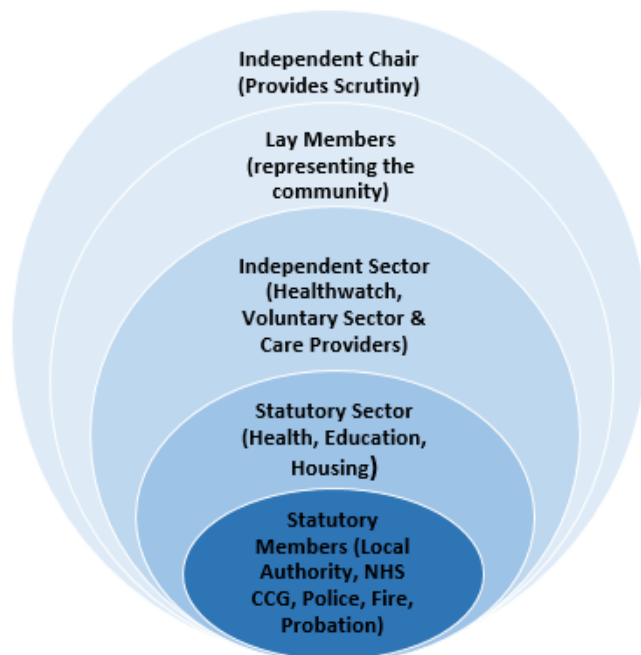 Independent Chair
(Provides Scrutiny)
Lay Members
(representing the
community)
Independent Sector
(Healthwatch,
Voluntary Sector &
Care Providers)
Statutory Sector
(Health, Education,
Housing)
Statutory
Members (Local
Authority, NHS
CCG, Police, Fire,
Probation)